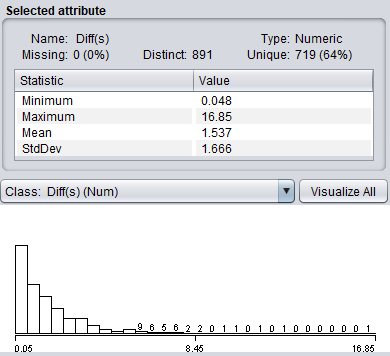 Selected attribute
Name: Diff(s) Type: Numeric
Missing: 0 (0%) Distinct: 891 Unique: 719 (64%)
Statistic Value
Minimum 0.048
Maximum 16.85
Mean 1.537
StdDev 1.666
Class: Diff(s) (Num) Visualize All
9 6 5 6 2 2 0 1 1 0 1 0 1 0 0 0 0 0 0 1
0.05 8.45 16.85